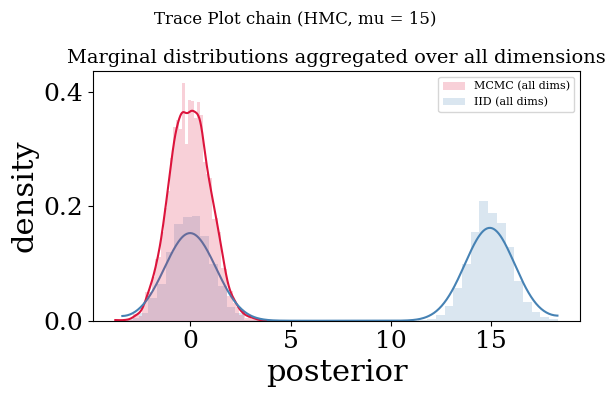 Trace Plot chain (HMC, mu = 15)
Marginal distributions aggregated over all dimensions
MCMC (all dims)
IID (all dims)
density
0.4
0.2
0.0
0 5 10 15
posterior